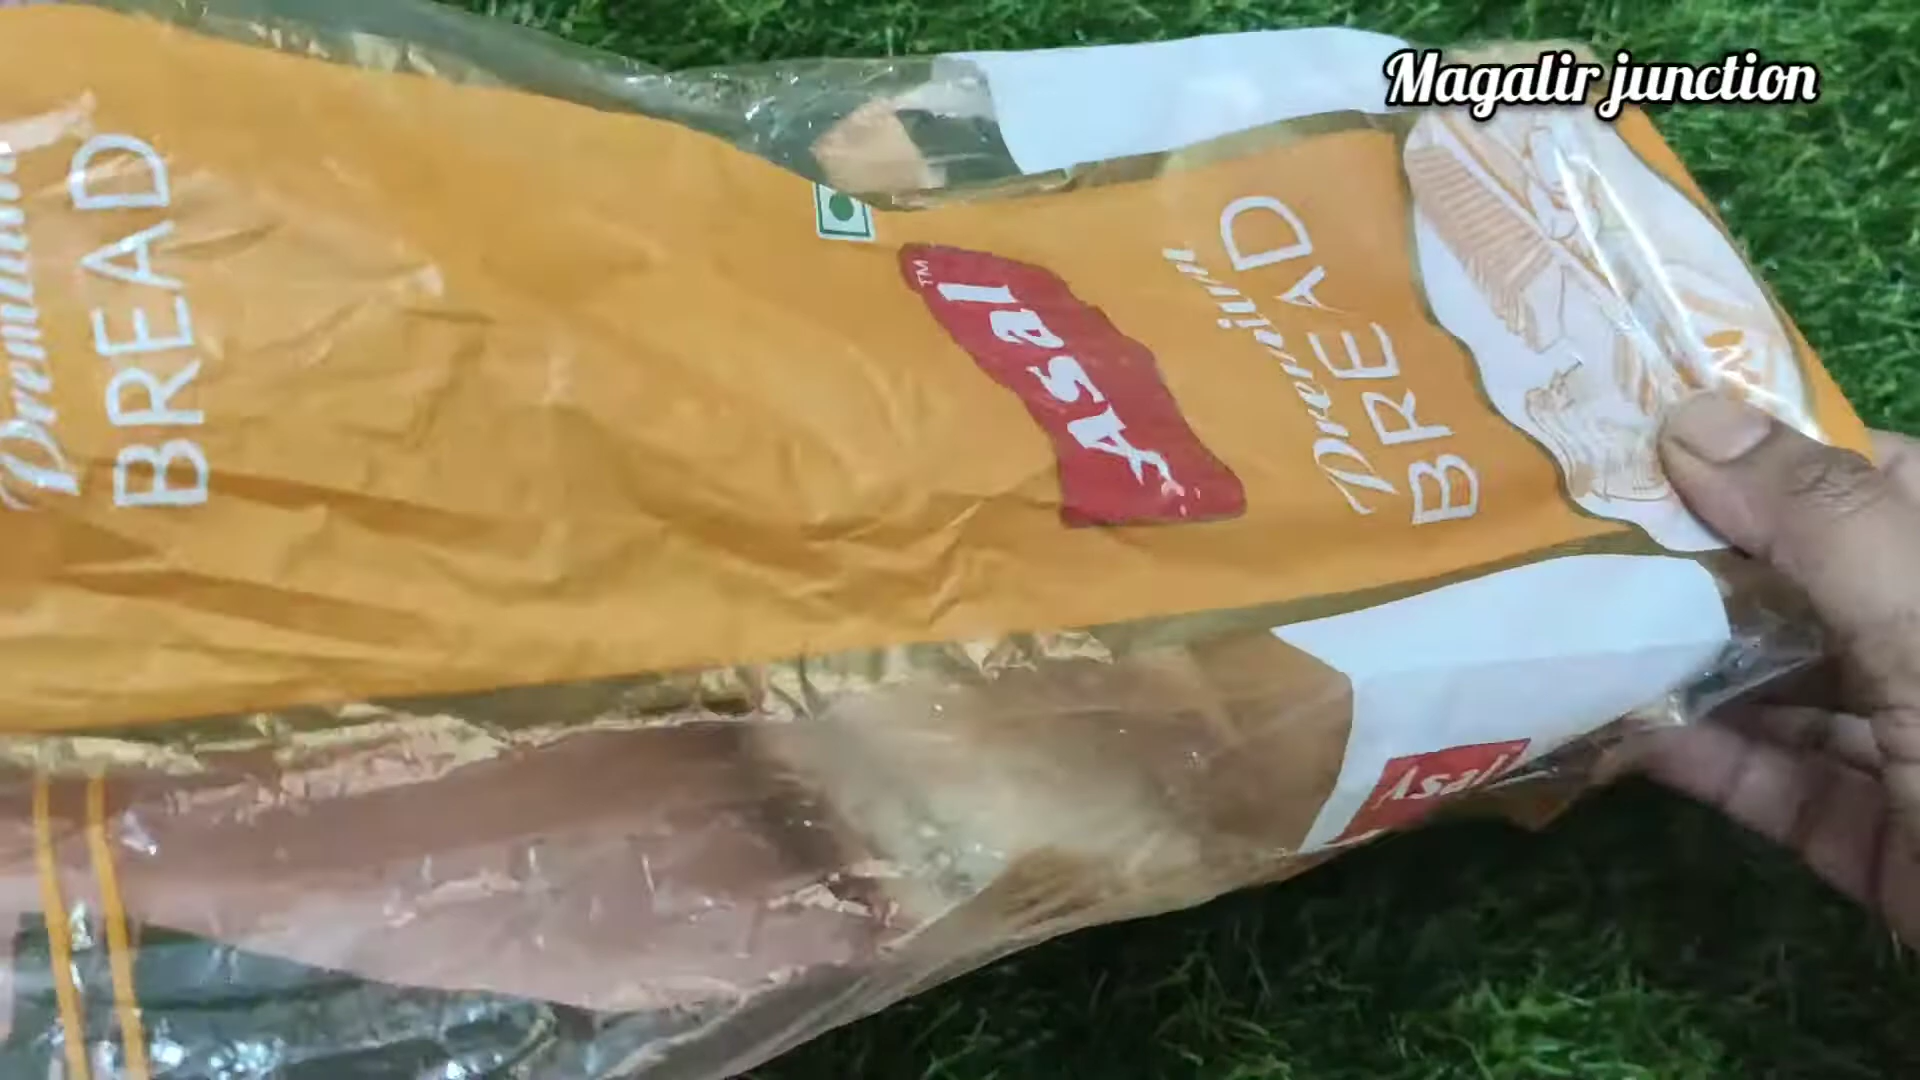 Magalir junction
Premium
BREAD
Asal
TM
Premium
BREAD
Asal